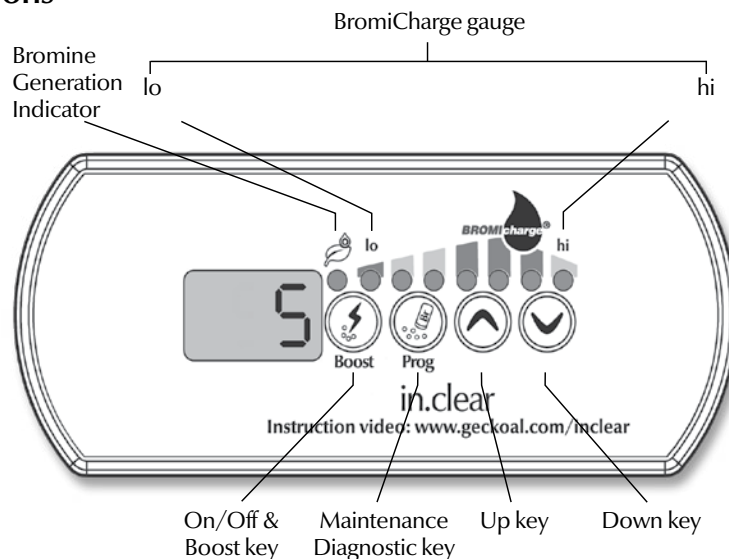 ons
BromiCharge gauge
Bromine
Generation
Indicator
lo
hi
lo
BROMIcharge®
hi
5
Br
Boost
Prog
in.clear
Instruction video: www.geckoal.com/inclear
On/Off &
Boost key
Maintenance
Diagnostic key
Up key
Down key